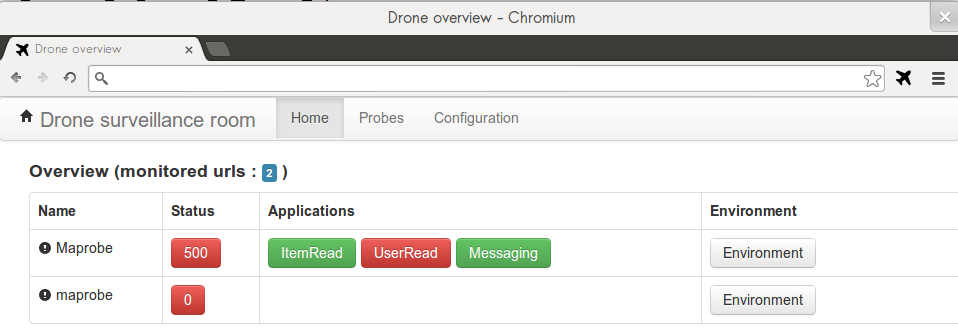 Drone overview - Chromium
Drone overview
Drone surveillance room Home Probes Configuration
Overview (monitored urls : 2 )
Name Status Applications Environment
Maprobe 500 ItemRead UserRead Messaging Environment
maprobe 0 Environment